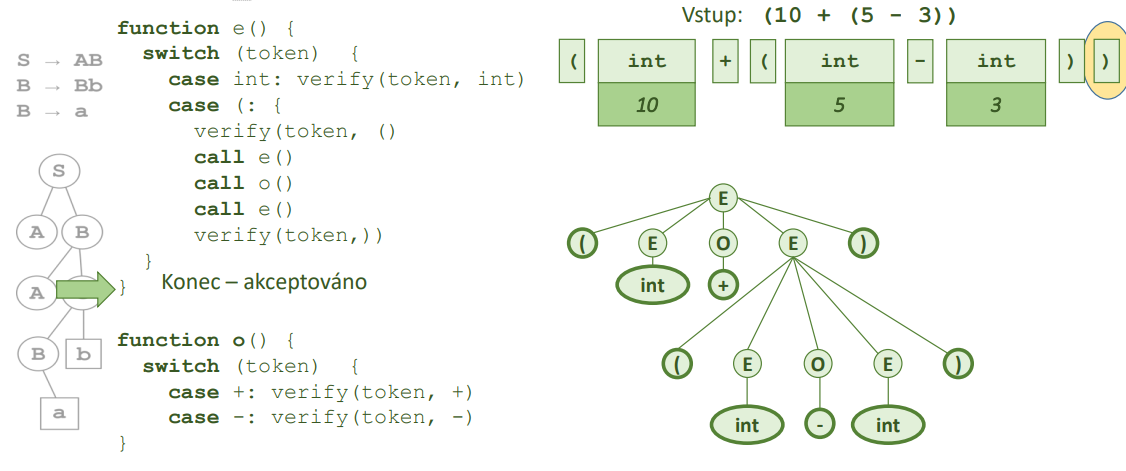 function e() {
switch (token)  {
case int: verify(token, int)
case (: {
verify(token, ()
call e()
call o()
call e()
verify(token,))
}
}
Konec – akceptováno
function o() {
switch (token)  {
case +: verify(token, +)
case -: verify(token, -)
}
S → AB
B → Bb
B → a
S
A B
A
B b
a
Vstup: (10 + (5 - 3))
( int + ( int - int ) )
10 5 3
E
( E O E )
int +
( E O E )
int - int